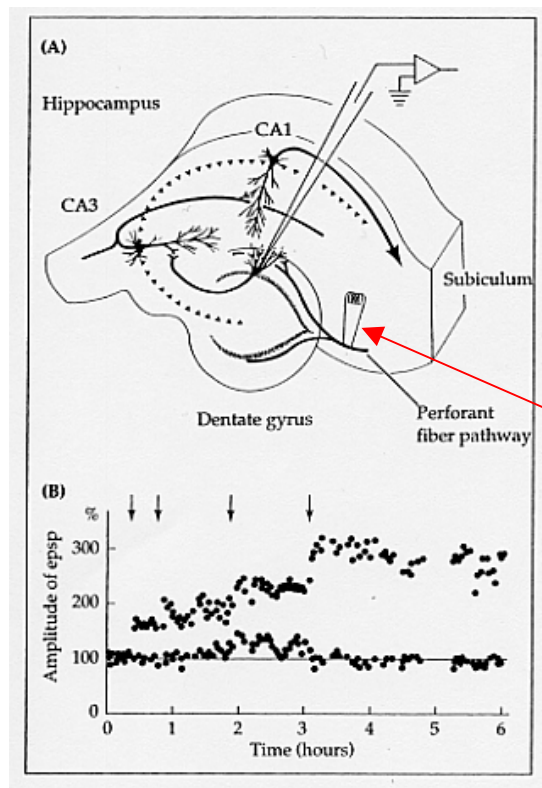 (A)
Hippocampus
CA1
CA3
Subiculum
Dentate gyrus
Perforant
fiber pathway
(B)
%
300
200
100
0
Amplitude of epsp
0 1 2 3 4 5 6
Time (hours)